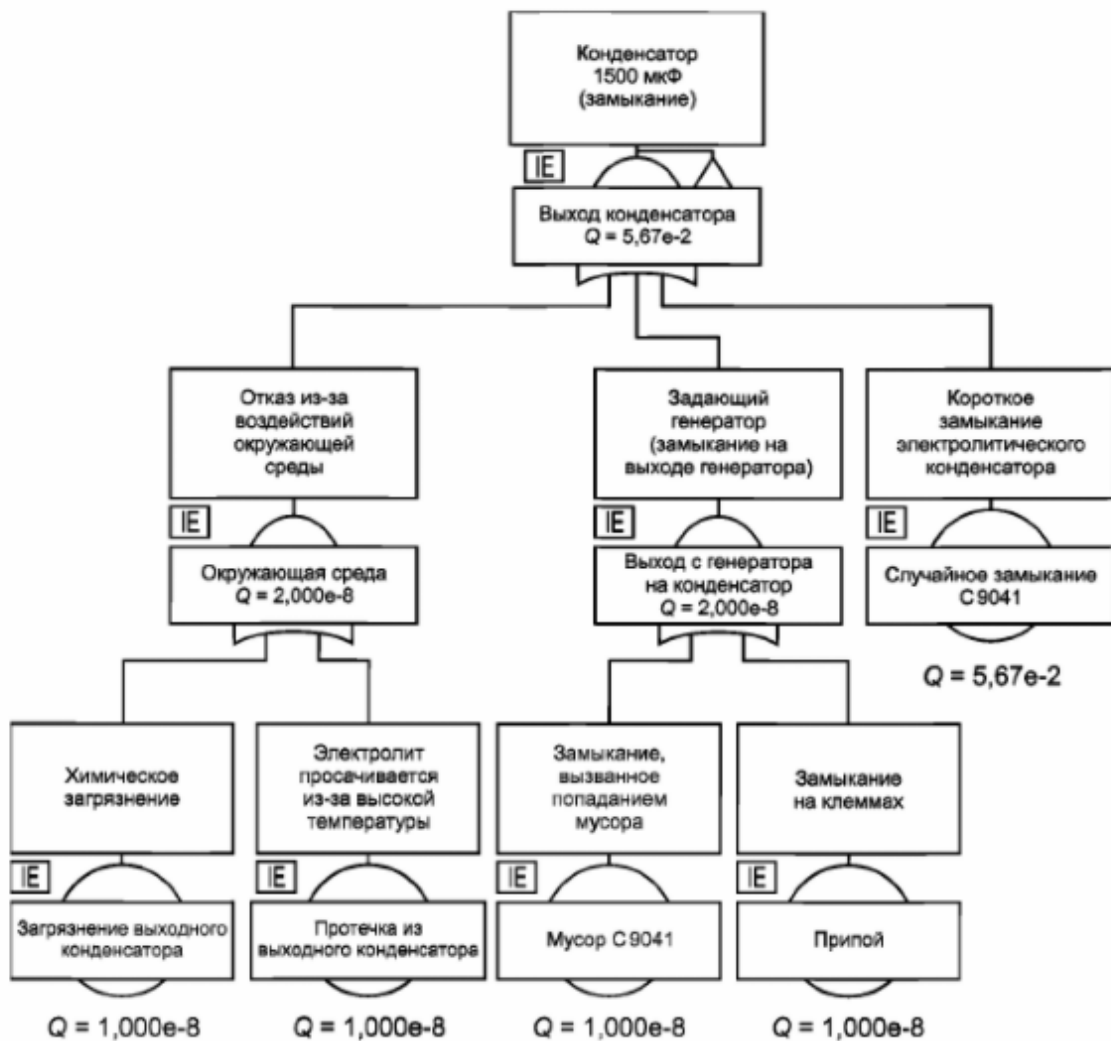 Конденсатор
1500 мкФ
(замыкание)
IE
Выход конденсатора
Q = 5,67e-2
Отказ из-за
воздействий
окружающей
среды
IE
Окружающая среда
Q = 2,000e-8
Задающий
генератор
(замыкание на
выходе генератора)
IE
Выход с генератора
на конденсатор
Q = 2,000e-8
Короткое
замыкание
электролитического
конденсатора
IE
Случайное замыкание
C 9041
Q = 5,67e-2
Химическое
загрязнение
IE
Загрязнение выходного
конденсатора
Q = 1,000e-8
Электролит
просачивается
из-за высокой
температуры
IE
Протечка из
выходного конденсатора
Q = 1,000e-8
Замыкание,
вызванное
попаданием
мусора
IE
Мусор C 9041
Q = 1,000e-8
Замыкание
на клеммах
IE
Припой
Q = 1,000e-8